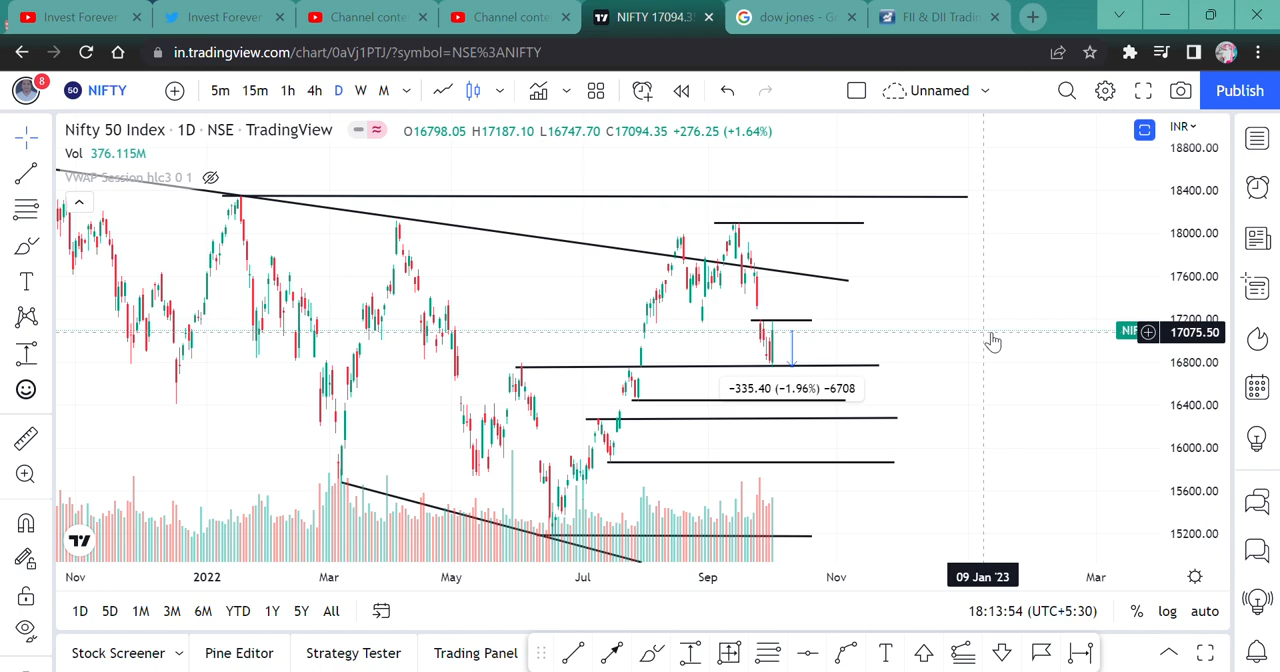 Invest Forever
Invest Forever
Channel conte
Channel conte
NIFTY 17094.3
dow jones - G
FII & DII Tradin
in.tradingview.com/chart/0aVj1PTJ/?symbol=NSE%3ANIFTY
8
50 NIFTY
5m 15m 1h 4h D W M
Unnamed
Publish
Nifty 50 Index · 1D · NSE · TradingView
O16798.05 H17187.10 L16747.70 C17094.35 +276.25 (+1.64%)
INR
Vol 376.115M
VWAP Session hlc3 0 1
18800.00
18400.00
18000.00
17600.00
17200.00
NIF
17075.50
16800.00
−335.40 (−1.96%) −6708
16400.00
16000.00
15600.00
15200.00
Nov 2022 Mar May Jul Sep Nov 09 Jan '23 Mar
1D 5D 1M 3M 6M YTD 1Y 5Y All
18:13:54 (UTC+5:30) % log auto
Stock Screener Pine Editor Strategy Tester Trading Panel